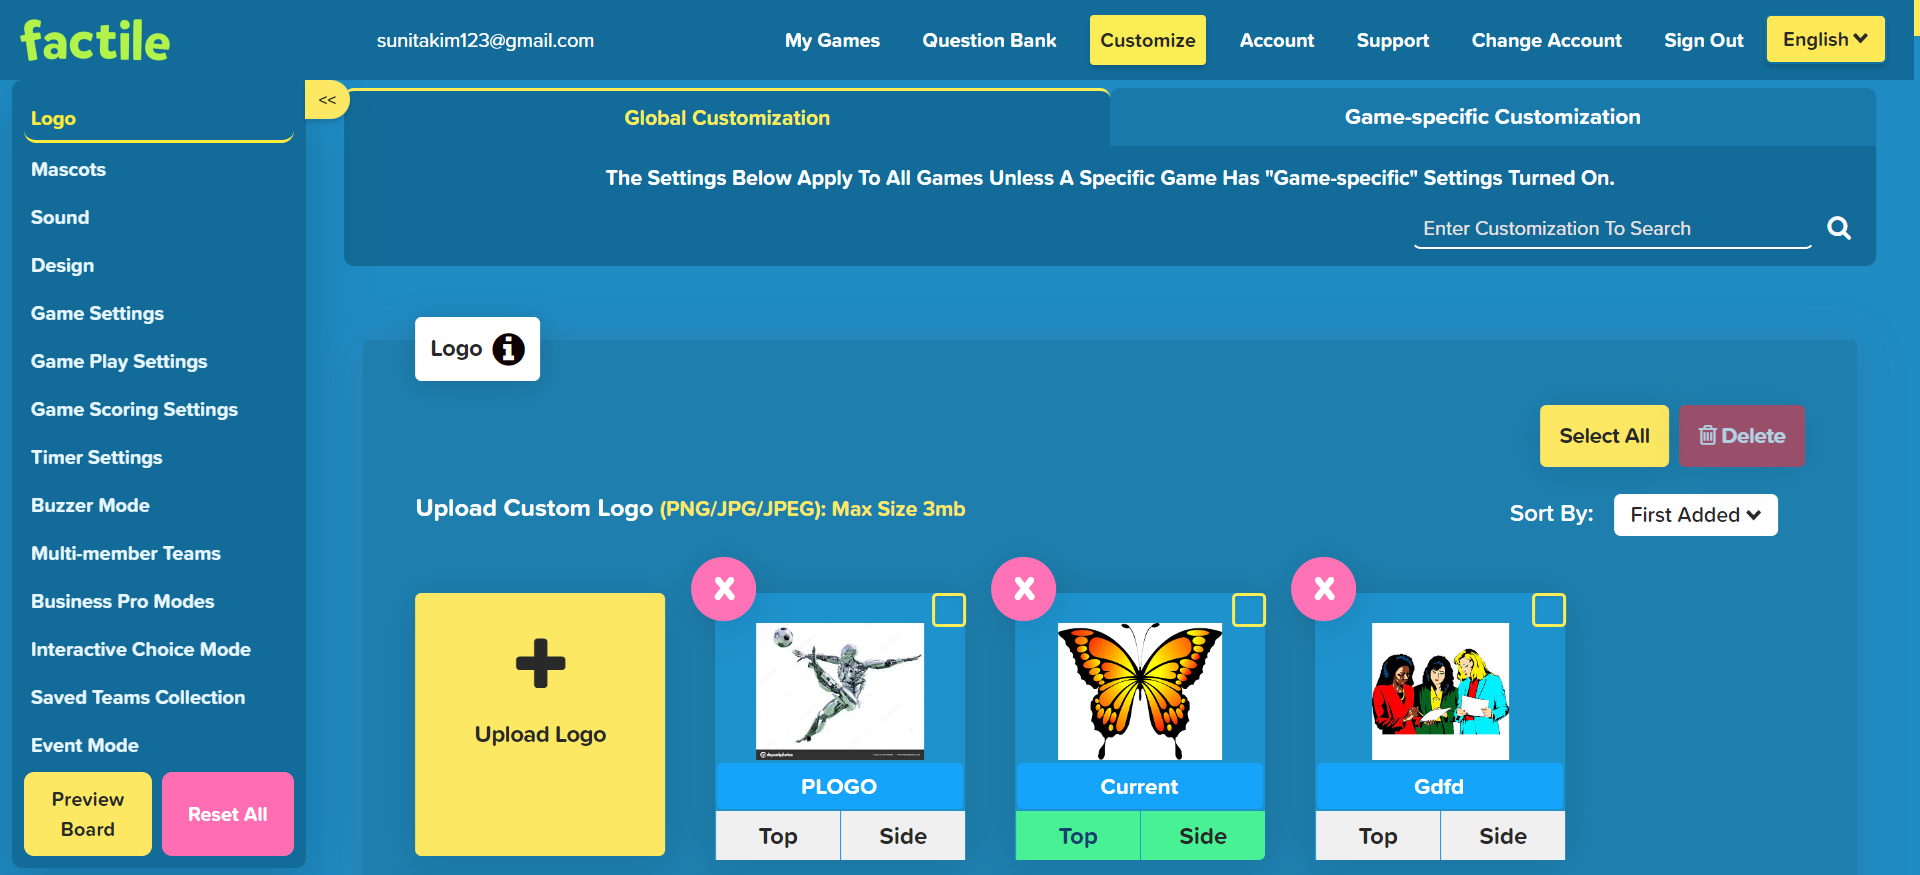 factile
sunitakim123@gmail.com
My Games
Question Bank
Customize
Account
Support
Change Account
Sign Out
English
<<
Logo
Mascots
Sound
Design
Game Settings
Game Play Settings
Game Scoring Settings
Timer Settings
Buzzer Mode
Multi-member Teams
Business Pro Modes
Interactive Choice Mode
Saved Teams Collection
Event Mode
Preview
Board
Reset All
Global Customization
Game-specific Customization
The Settings Below Apply To All Games Unless A Specific Game Has "Game-specific" Settings Turned On.
Enter Customization To Search
Logo
Select All
Delete
Upload Custom Logo (PNG/JPG/JPEG): Max Size 3mb
Sort By:
First Added
Upload Logo
X
PLOGO
Top
Side
X
Current
Top
Side
X
Gdfd
Top
Side